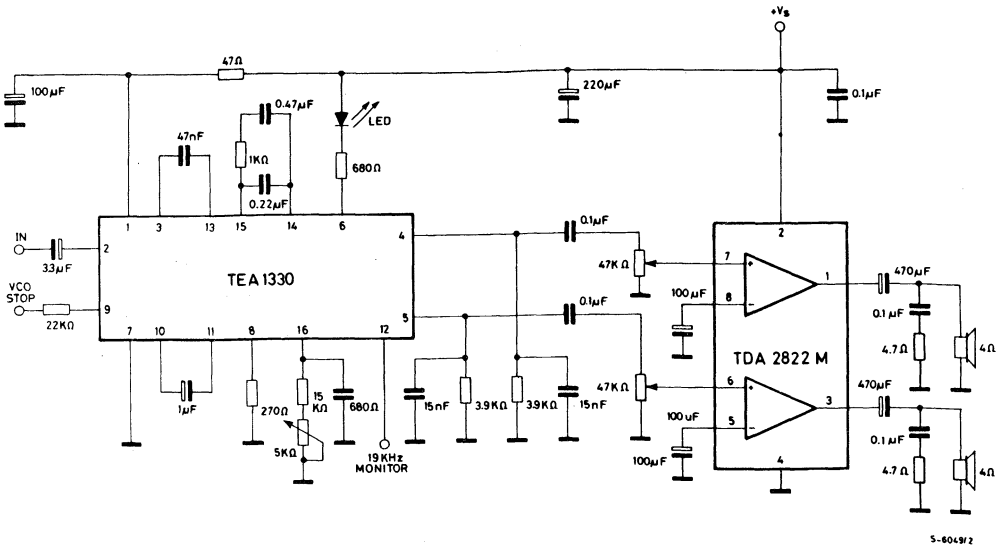 +Vs
47Ω
100µF
220µF
0.1µF
0.47µF
LED
47nF
1KΩ
680Ω
0.22µF
1 3 13 15 14 6
IN
2
3.3µF
VCO
STOP
9
22KΩ
TEA 1330
4
5
7 10 11 8 16 12
0.1µF
47KΩ
0.1µF
47KΩ
1µF
270Ω
15
KΩ
5KΩ
680Ω
19KHz
MONITOR
15nF
3.9KΩ
3.9KΩ
15nF
2
7
8
1
100µF
TDA 2822 M
6
5
3
100uF
100µF
4
470µF
0.1µF
4.7Ω
4Ω
470µF
0.1µF
4.7Ω
4Ω
S-6049/2